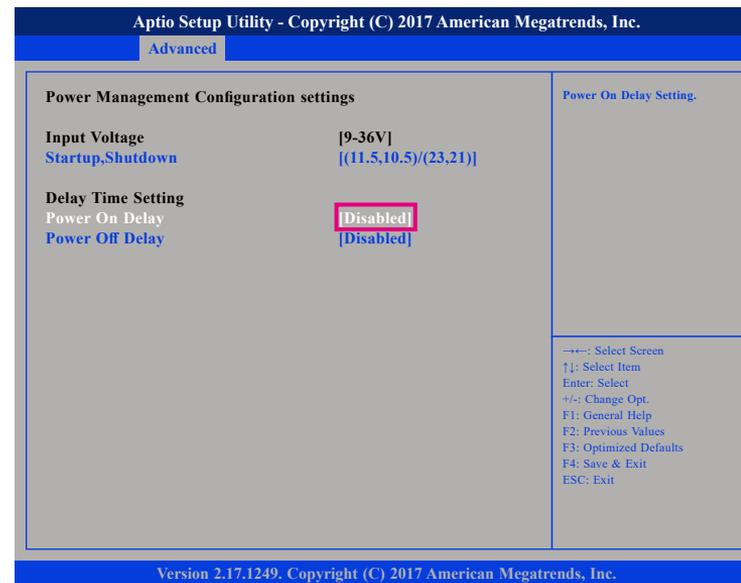 Aptio Setup Utility - Copyright (C) 2017 American Megatrends, Inc.
Advanced
Power Management Configuration settings
Input Voltage [9-36V]
Startup,Shutdown [(11.5,10.5)/(23,21)]
Delay Time Setting
Power On Delay [Disabled]
Power Off Delay [Disabled]
Power On Delay Setting.
→←: Select Screen
↑↓: Select Item
Enter: Select
+/-: Change Opt.
F1: General Help
F2: Previous Values
F3: Optimized Defaults
F4: Save & Exit
ESC: Exit
Version 2.17.1249. Copyright (C) 2017 American Megatrends, Inc.